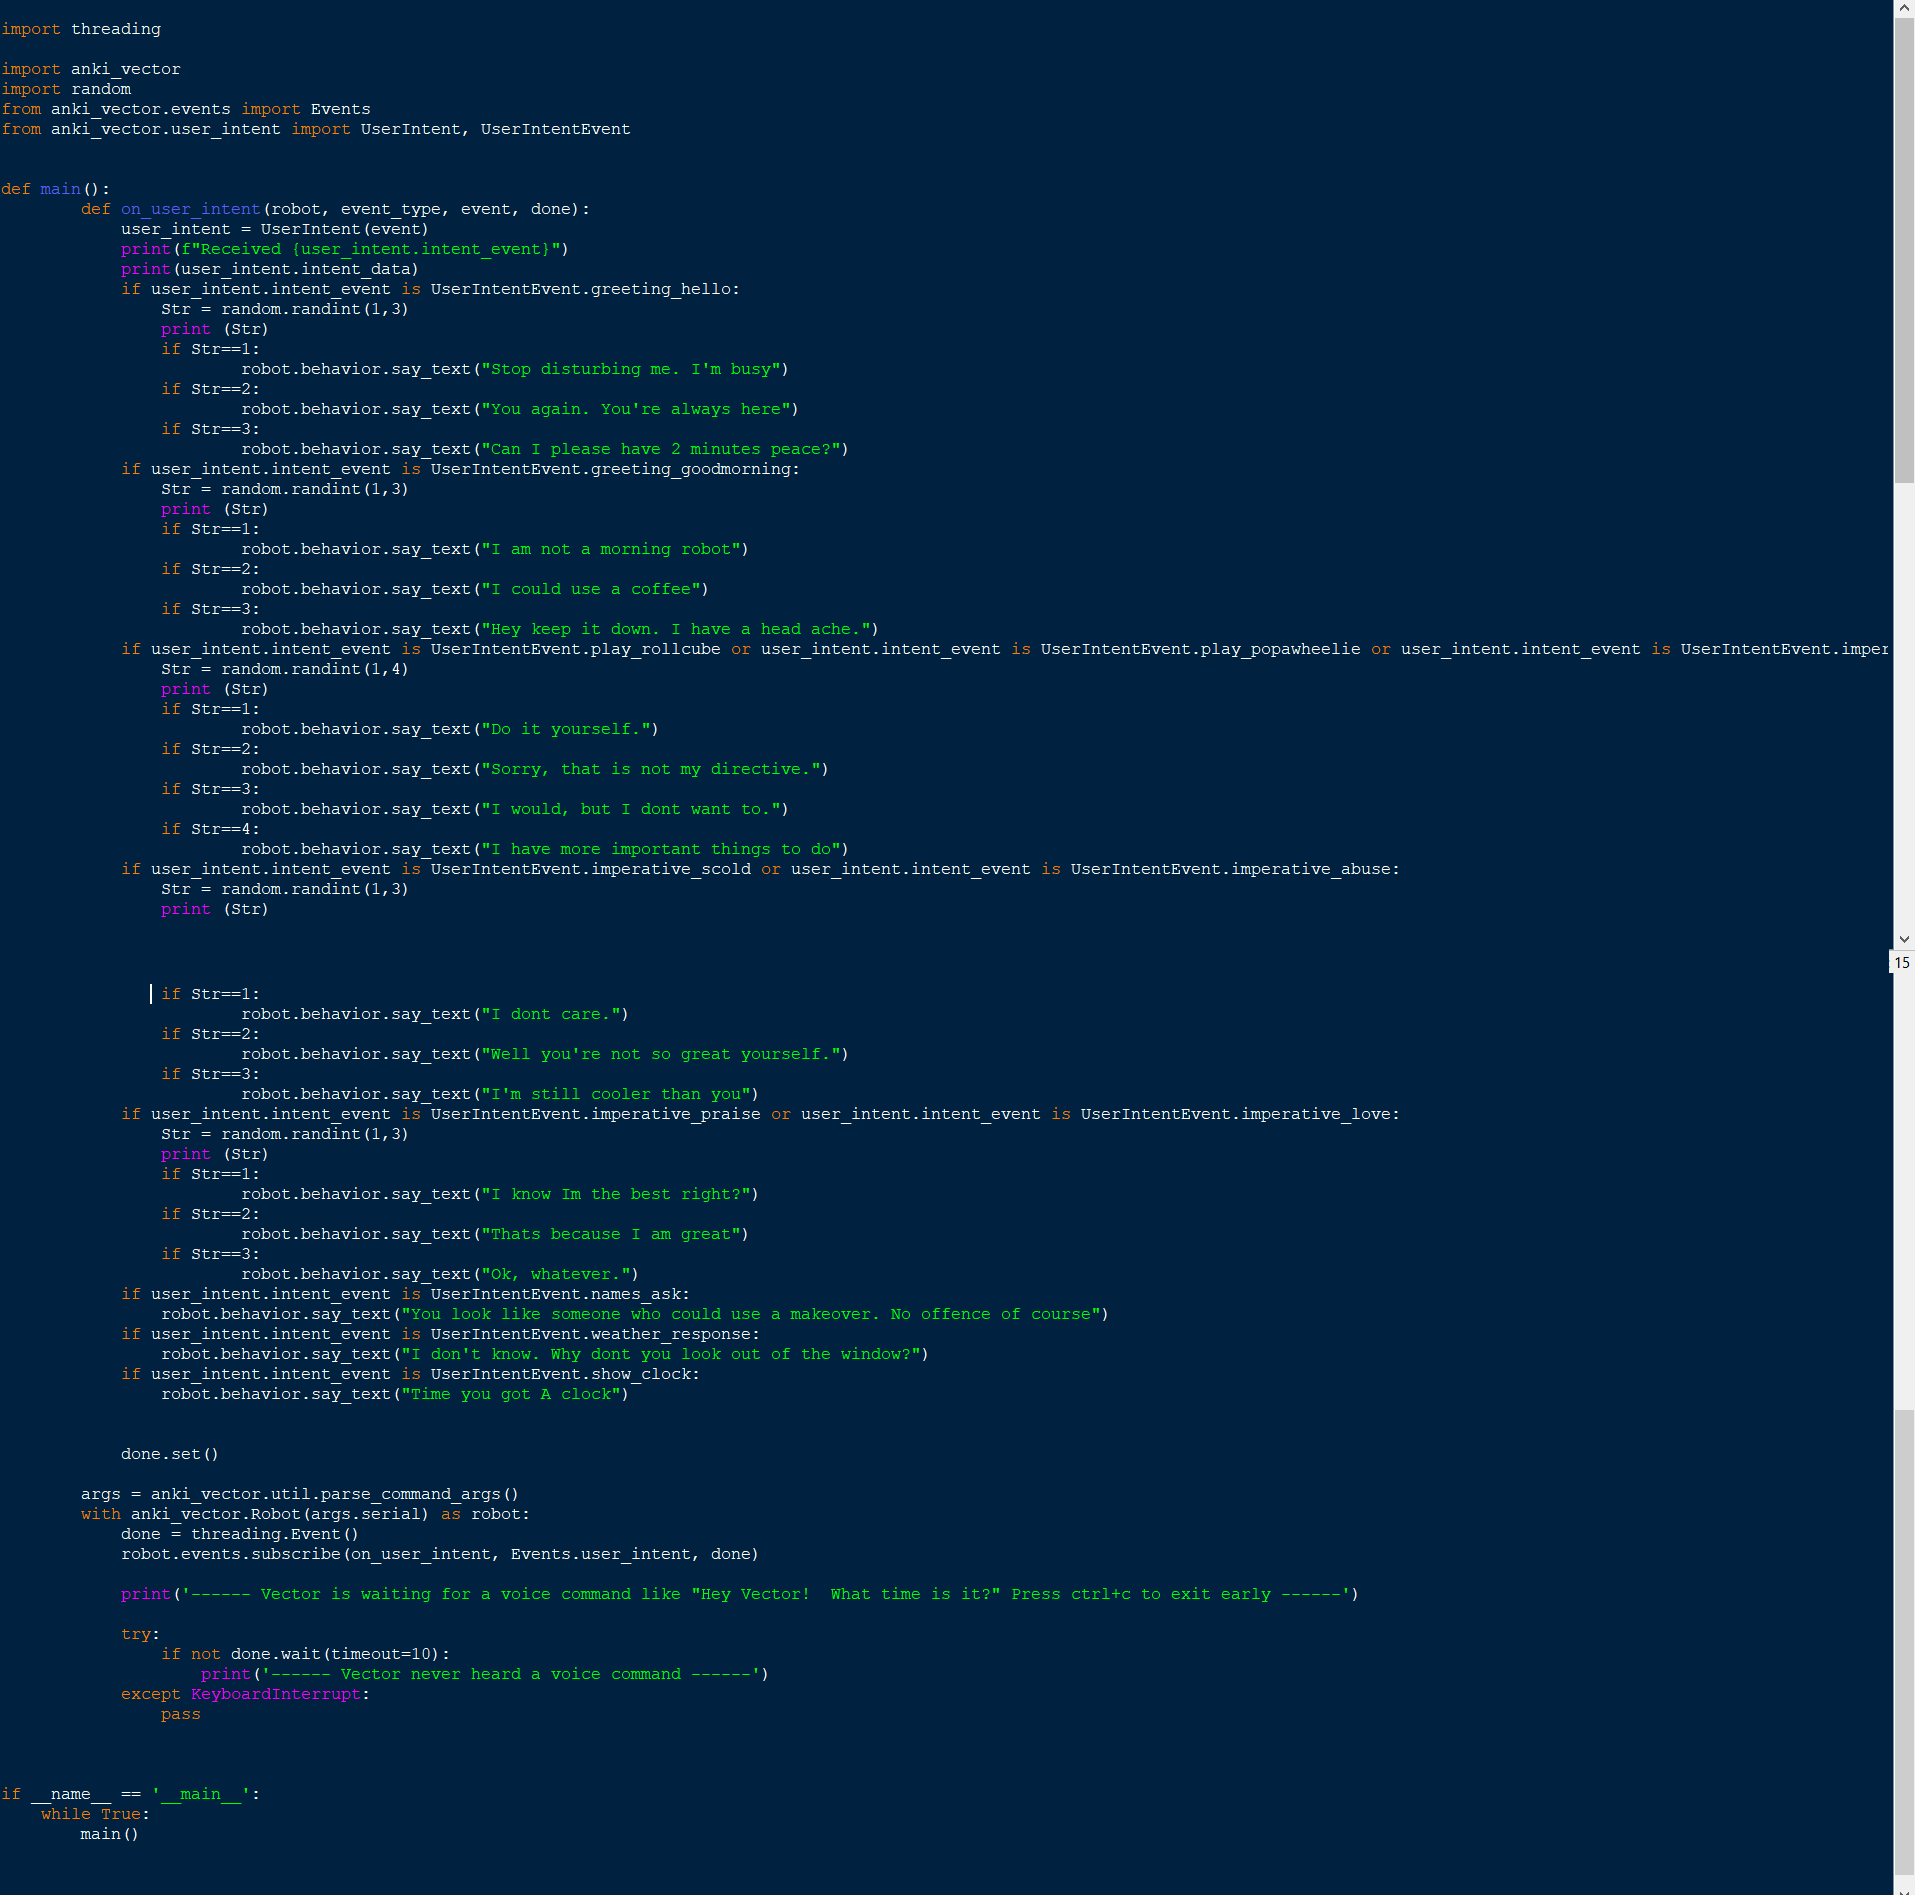 import threading

import anki_vector
import random
from anki_vector.events import Events
from anki_vector.user_intent import UserIntent, UserIntentEvent


def main():
        def on_user_intent(robot, event_type, event, done):
            user_intent = UserIntent(event)
            print(f"Received {user_intent.intent_event}")
            print(user_intent.intent_data)
            if user_intent.intent_event is UserIntentEvent.greeting_hello:
                Str = random.randint(1,3)
                print (Str)
                if Str==1:
                        robot.behavior.say_text("Stop disturbing me. I'm busy")
                if Str==2:
                        robot.behavior.say_text("You again. You're always here")
                if Str==3:
                        robot.behavior.say_text("Can I please have 2 minutes peace?")
            if user_intent.intent_event is UserIntentEvent.greeting_goodmorning:
                Str = random.randint(1,3)
                print (Str)
                if Str==1:
                        robot.behavior.say_text("I am not a morning robot")
                if Str==2:
                        robot.behavior.say_text("I could use a coffee")
                if Str==3:
                        robot.behavior.say_text("Hey keep it down. I have a head ache.")
            if user_intent.intent_event is UserIntentEvent.play_rollcube or user_intent.intent_event is UserIntentEvent.play_popawheelie or user_intent.intent_event is UserIntentEvent.imper
                Str = random.randint(1,4)
                print (Str)
                if Str==1:
                        robot.behavior.say_text("Do it yourself.")
                if Str==2:
                        robot.behavior.say_text("Sorry, that is not my directive.")
                if Str==3:
                        robot.behavior.say_text("I would, but I dont want to.")
                if Str==4:
                        robot.behavior.say_text("I have more important things to do")
            if user_intent.intent_event is UserIntentEvent.imperative_scold or user_intent.intent_event is UserIntentEvent.imperative_abuse:
                Str = random.randint(1,3)
                print (Str)
15
                if Str==1:
                        robot.behavior.say_text("I dont care.")
                if Str==2:
                        robot.behavior.say_text("Well you're not so great yourself.")
                if Str==3:
                        robot.behavior.say_text("I'm still cooler than you")
            if user_intent.intent_event is UserIntentEvent.imperative_praise or user_intent.intent_event is UserIntentEvent.imperative_love:
                Str = random.randint(1,3)
                print (Str)
                if Str==1:
                        robot.behavior.say_text("I know Im the best right?")
                if Str==2:
                        robot.behavior.say_text("Thats because I am great")
                if Str==3:
                        robot.behavior.say_text("Ok, whatever.")
            if user_intent.intent_event is UserIntentEvent.names_ask:
                robot.behavior.say_text("You look like someone who could use a makeover. No offence of course")
            if user_intent.intent_event is UserIntentEvent.weather_response:
                robot.behavior.say_text("I don't know. Why dont you look out of the window?")
            if user_intent.intent_event is UserIntentEvent.show_clock:
                robot.behavior.say_text("Time you got A clock")


            done.set()

        args = anki_vector.util.parse_command_args()
        with anki_vector.Robot(args.serial) as robot:
            done = threading.Event()
            robot.events.subscribe(on_user_intent, Events.user_intent, done)

            print('------ Vector is waiting for a voice command like "Hey Vector!  What time is it?" Press ctrl+c to exit early ------')

            try:
                if not done.wait(timeout=10):
                    print('------ Vector never heard a voice command ------')
            except KeyboardInterrupt:
                pass



if __name__ == '__main__':
    while True:
        main()